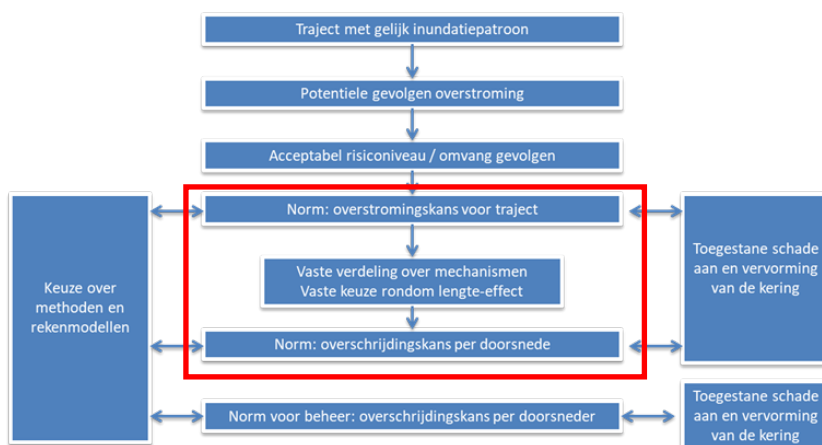 Traject met gelijk inundatiepatroon
Potentiele gevolgen overstroming
Acceptabel risiconiveau / omvang gevolgen
Norm: overstromingskans voor traject
Vaste verdeling over mechanismen
Vaste keuze rondom lengte-effect
Norm: overschrijdingskans per doorsnede
Norm voor beheer: overschrijdingskans per doorsneder
Keuze over
methoden en
rekenmodellen
Toegestane schade
aan en vervorming
van de kering
Toegestane schade
aan en vervorming
van de kering